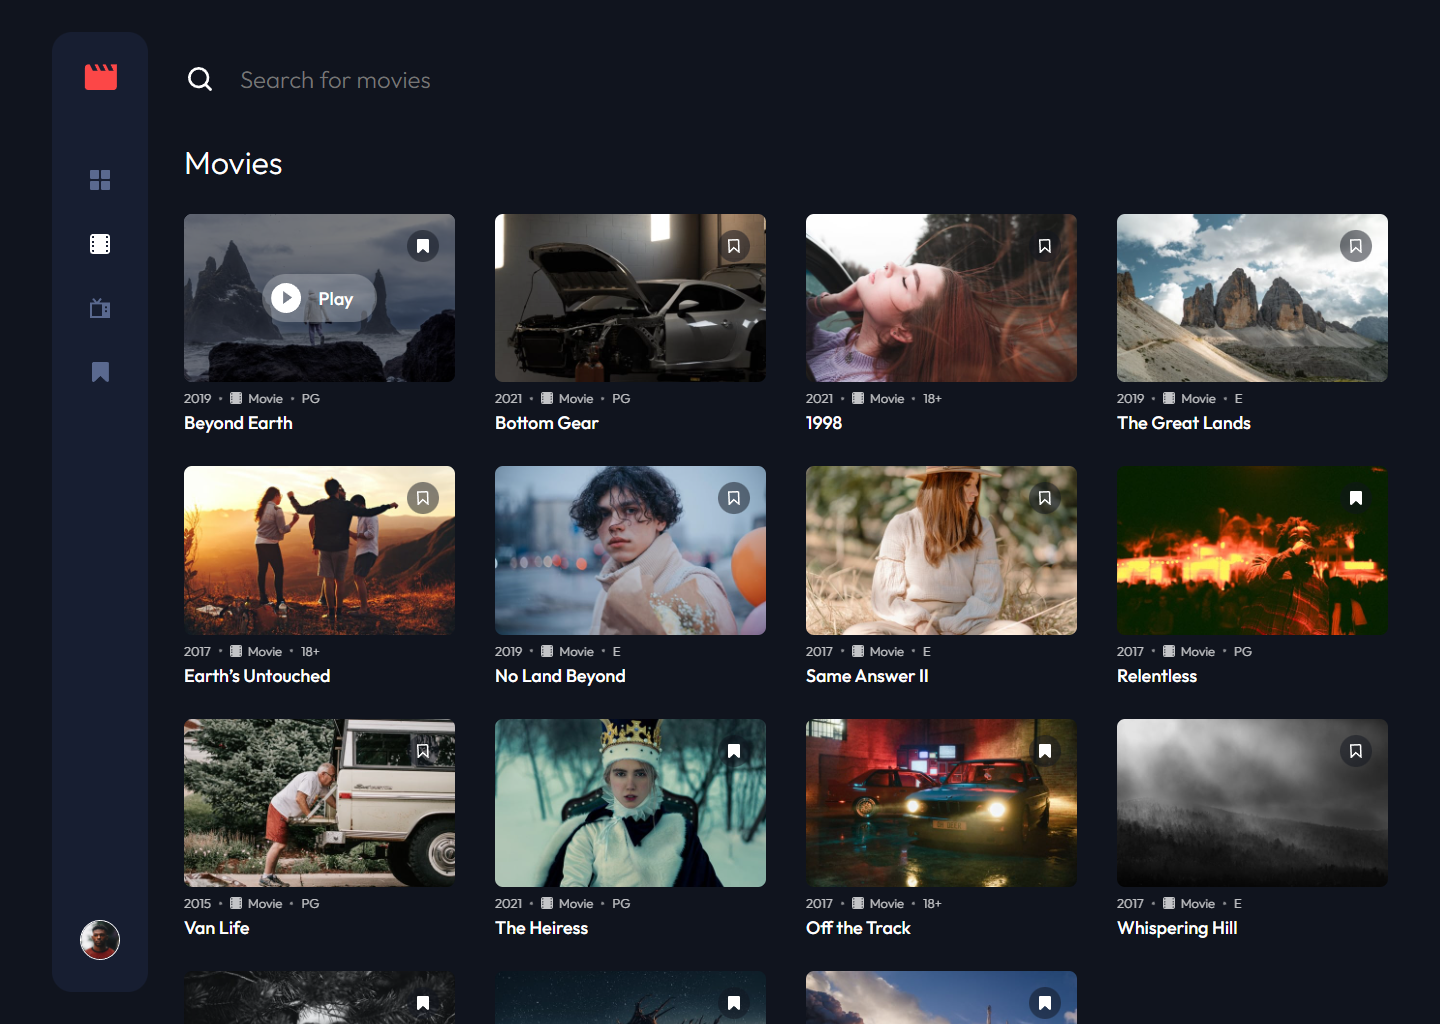 Search for movies
Movies
Play
2019 • Movie • PG
Beyond Earth
2021 • Movie • PG
Bottom Gear
2021 • Movie • 18+
1998
2019 • Movie • E
The Great Lands
2017 • Movie • 18+
Earth’s Untouched
2019 • Movie • E
No Land Beyond
2017 • Movie • E
Same Answer II
2017 • Movie • PG
Relentless
2015 • Movie • PG
Van Life
2021 • Movie • PG
The Heiress
2017 • Movie • 18+
Off the Track
2017 • Movie • E
Whispering Hill